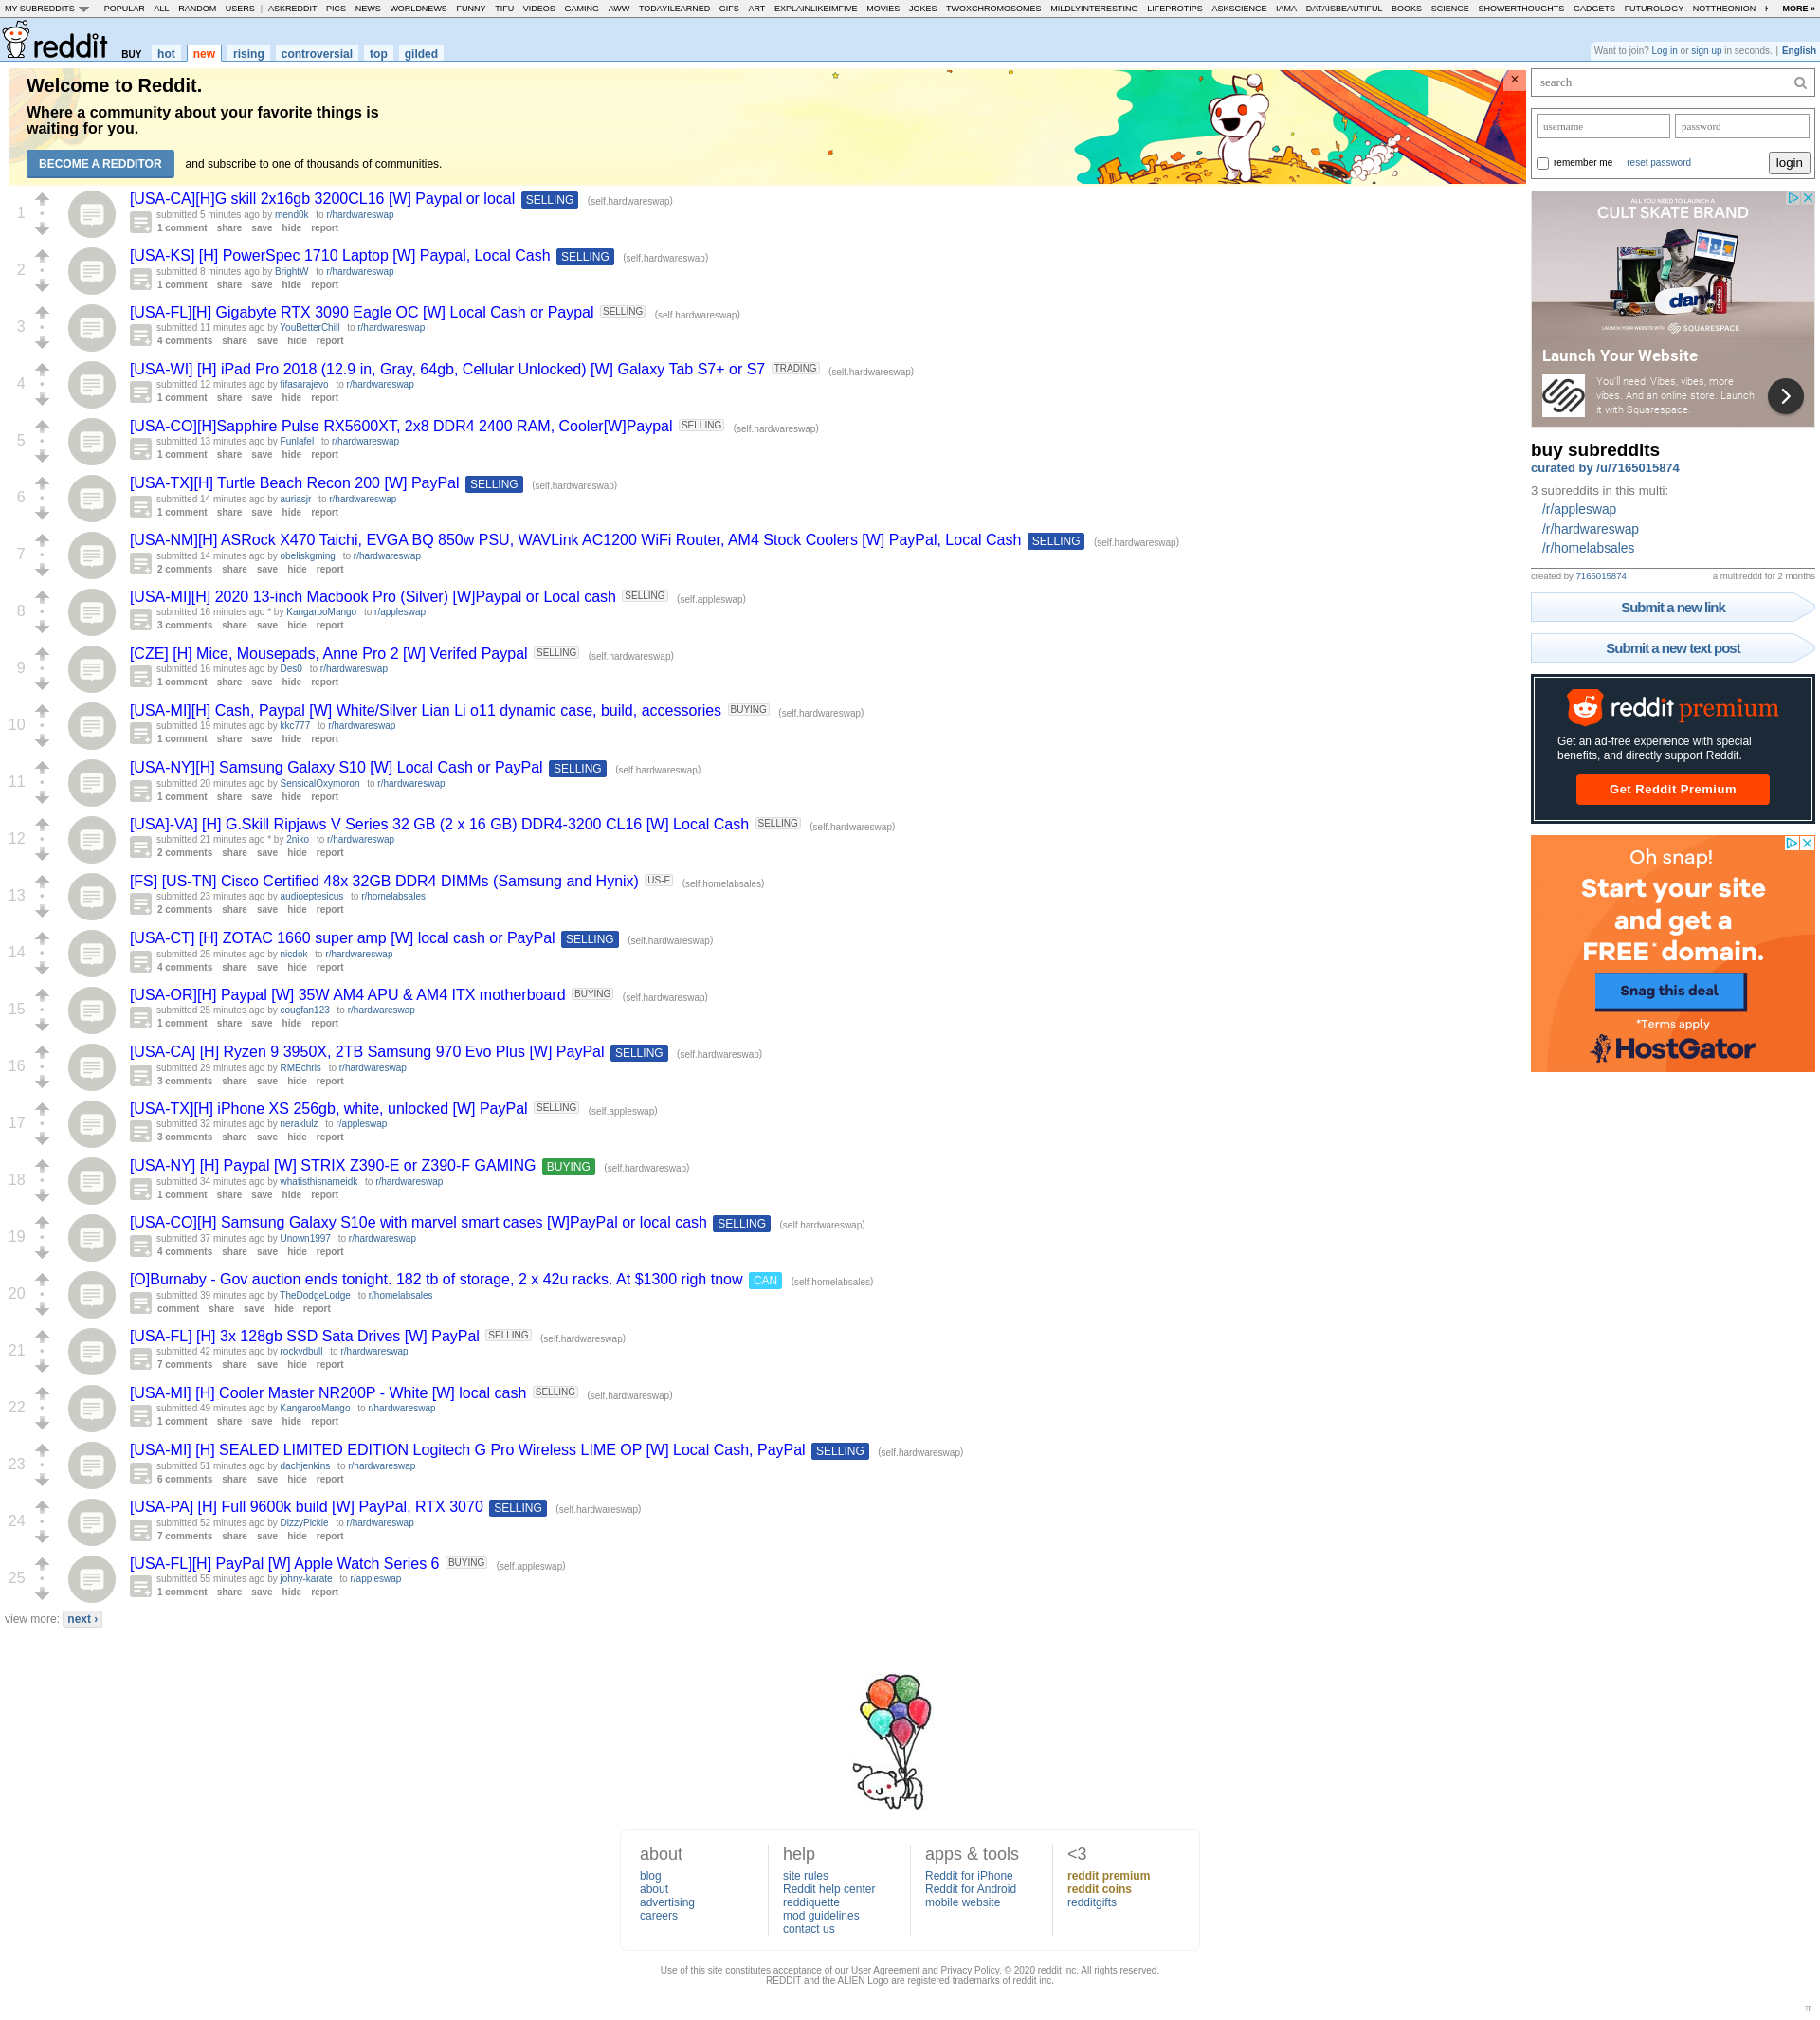 MY SUBREDDITS POPULAR - ALL - RANDOM - USERS | ASKREDDIT - PICS - NEWS - WORLDNEWS - FUNNY - TIFU - VIDEOS - GAMING - AWW - TODAYILEARNED - GIFS - ART - EXPLAINLIKEIMFIVE - MOVIES - JOKES - TWOXCHROMOSOMES - MILDLYINTERESTING - LIFEPROTIPS - ASKSCIENCE - IAMA - DATAISBEAUTIFUL - BOOKS - SCIENCE - SHOWERTHOUGHTS - GADGETS - FUTUROLOGY - NOTTHEONION - MORE »
reddit BUY hot new rising controversial top gilded
Want to join? Log in or sign up in seconds. | English
Welcome to Reddit.
Where a community about your favorite things is
waiting for you.
BECOME A REDDITOR and subscribe to one of thousands of communities.
1
[USA-CA][H]G skill 2x16gb 3200CL16 [W] Paypal or local SELLING (self.hardwareswap)
submitted 5 minutes ago by mend0k to r/hardwareswap
1 comment share save hide report
2
[USA-KS] [H] PowerSpec 1710 Laptop [W] Paypal, Local Cash SELLING (self.hardwareswap)
submitted 8 minutes ago by BrightW to r/hardwareswap
1 comment share save hide report
3
[USA-FL][H] Gigabyte RTX 3090 Eagle OC [W] Local Cash or Paypal SELLING (self.hardwareswap)
submitted 11 minutes ago by YouBetterChill to r/hardwareswap
4 comments share save hide report
4
[USA-WI] [H] iPad Pro 2018 (12.9 in, Gray, 64gb, Cellular Unlocked) [W] Galaxy Tab S7+ or S7 TRADING (self.hardwareswap)
submitted 12 minutes ago by fifasarajevo to r/hardwareswap
1 comment share save hide report
5
[USA-CO][H]Sapphire Pulse RX5600XT, 2x8 DDR4 2400 RAM, Cooler[W]Paypal SELLING (self.hardwareswap)
submitted 13 minutes ago by Funlafel to r/hardwareswap
1 comment share save hide report
6
[USA-TX][H] Turtle Beach Recon 200 [W] PayPal SELLING (self.hardwareswap)
submitted 14 minutes ago by auriasjr to r/hardwareswap
1 comment share save hide report
7
[USA-NM][H] ASRock X470 Taichi, EVGA BQ 850w PSU, WAVLink AC1200 WiFi Router, AM4 Stock Coolers [W] PayPal, Local Cash SELLING (self.hardwareswap)
submitted 14 minutes ago by obeliskgming to r/hardwareswap
2 comments share save hide report
8
[USA-MI][H] 2020 13-inch Macbook Pro (Silver) [W]Paypal or Local cash SELLING (self.appleswap)
submitted 16 minutes ago * by KangarooMango to r/appleswap
3 comments share save hide report
9
[CZE] [H] Mice, Mousepads, Anne Pro 2 [W] Verifed Paypal SELLING (self.hardwareswap)
submitted 16 minutes ago by Des0 to r/hardwareswap
1 comment share save hide report
10
[USA-MI][H] Cash, Paypal [W] White/Silver Lian Li o11 dynamic case, build, accessories BUYING (self.hardwareswap)
submitted 19 minutes ago by kkc777 to r/hardwareswap
1 comment share save hide report
11
[USA-NY][H] Samsung Galaxy S10 [W] Local Cash or PayPal SELLING (self.hardwareswap)
submitted 20 minutes ago by SensicalOxymoron to r/hardwareswap
1 comment share save hide report
12
[USA]-VA] [H] G.Skill Ripjaws V Series 32 GB (2 x 16 GB) DDR4-3200 CL16 [W] Local Cash SELLING (self.hardwareswap)
submitted 21 minutes ago * by 2niko to r/hardwareswap
2 comments share save hide report
13
[FS] [US-TN] Cisco Certified 48x 32GB DDR4 DIMMs (Samsung and Hynix) US-E (self.homelabsales)
submitted 23 minutes ago by audioeptesicus to r/homelabsales
2 comments share save hide report
14
[USA-CT] [H] ZOTAC 1660 super amp [W] local cash or PayPal SELLING (self.hardwareswap)
submitted 25 minutes ago by nicdok to r/hardwareswap
4 comments share save hide report
15
[USA-OR][H] Paypal [W] 35W AM4 APU & AM4 ITX motherboard BUYING (self.hardwareswap)
submitted 25 minutes ago by cougfan123 to r/hardwareswap
1 comment share save hide report
16
[USA-CA] [H] Ryzen 9 3950X, 2TB Samsung 970 Evo Plus [W] PayPal SELLING (self.hardwareswap)
submitted 29 minutes ago by RMEchris to r/hardwareswap
3 comments share save hide report
17
[USA-TX][H] iPhone XS 256gb, white, unlocked [W] PayPal SELLING (self.appleswap)
submitted 32 minutes ago by neraklulz to r/appleswap
3 comments share save hide report
18
[USA-NY] [H] Paypal [W] STRIX Z390-E or Z390-F GAMING BUYING (self.hardwareswap)
submitted 34 minutes ago by whatisthisnameidk to r/hardwareswap
1 comment share save hide report
19
[USA-CO][H] Samsung Galaxy S10e with marvel smart cases [W]PayPal or local cash SELLING (self.hardwareswap)
submitted 37 minutes ago by Unown1997 to r/hardwareswap
4 comments share save hide report
20
[O]Burnaby - Gov auction ends tonight. 182 tb of storage, 2 x 42u racks. At $1300 righ tnow CAN (self.homelabsales)
submitted 39 minutes ago by TheDodgeLodge to r/homelabsales
comment share save hide report
21
[USA-FL] [H] 3x 128gb SSD Sata Drives [W] PayPal SELLING (self.hardwareswap)
submitted 42 minutes ago by rockydbull to r/hardwareswap
7 comments share save hide report
22
[USA-MI] [H] Cooler Master NR200P - White [W] local cash SELLING (self.hardwareswap)
submitted 49 minutes ago by KangarooMango to r/hardwareswap
1 comment share save hide report
23
[USA-MI] [H] SEALED LIMITED EDITION Logitech G Pro Wireless LIME OP [W] Local Cash, PayPal SELLING (self.hardwareswap)
submitted 51 minutes ago by dachjenkins to r/hardwareswap
6 comments share save hide report
24
[USA-PA] [H] Full 9600k build [W] PayPal, RTX 3070 SELLING (self.hardwareswap)
submitted 52 minutes ago by DizzyPickle to r/hardwareswap
7 comments share save hide report
25
[USA-FL][H] PayPal [W] Apple Watch Series 6 BUYING (self.appleswap)
submitted 55 minutes ago by johny-karate to r/appleswap
1 comment share save hide report
view more: next ›
search
username password
remember me reset password login
ALL YOU NEED TO LAUNCH A
CULT SKATE BRAND
dam
LAUNCH YOUR WEBSITE WITH SQUARESPACE
Launch Your Website
You'll need: Vibes, vibes, more
vibes. And an online store. Launch
it with Squarespace.
buy subreddits
curated by /u/7165015874
3 subreddits in this multi:
/r/appleswap
/r/hardwareswap
/r/homelabsales
created by 7165015874 a multireddit for 2 months
Submit a new link
Submit a new text post
reddit premium
Get an ad-free experience with special
benefits, and directly support Reddit.
Get Reddit Premium
Oh snap!
Start your site
and get a
FREE* domain.
Snag this deal
*Terms apply
HostGator
about
blog
about
advertising
careers
help
site rules
Reddit help center
reddiquette
mod guidelines
contact us
apps & tools
Reddit for iPhone
Reddit for Android
mobile website
<3
reddit premium
reddit coins
redditgifts
Use of this site constitutes acceptance of our User Agreement and Privacy Policy. © 2020 reddit inc. All rights reserved.
REDDIT and the ALIEN Logo are registered trademarks of reddit inc.
π